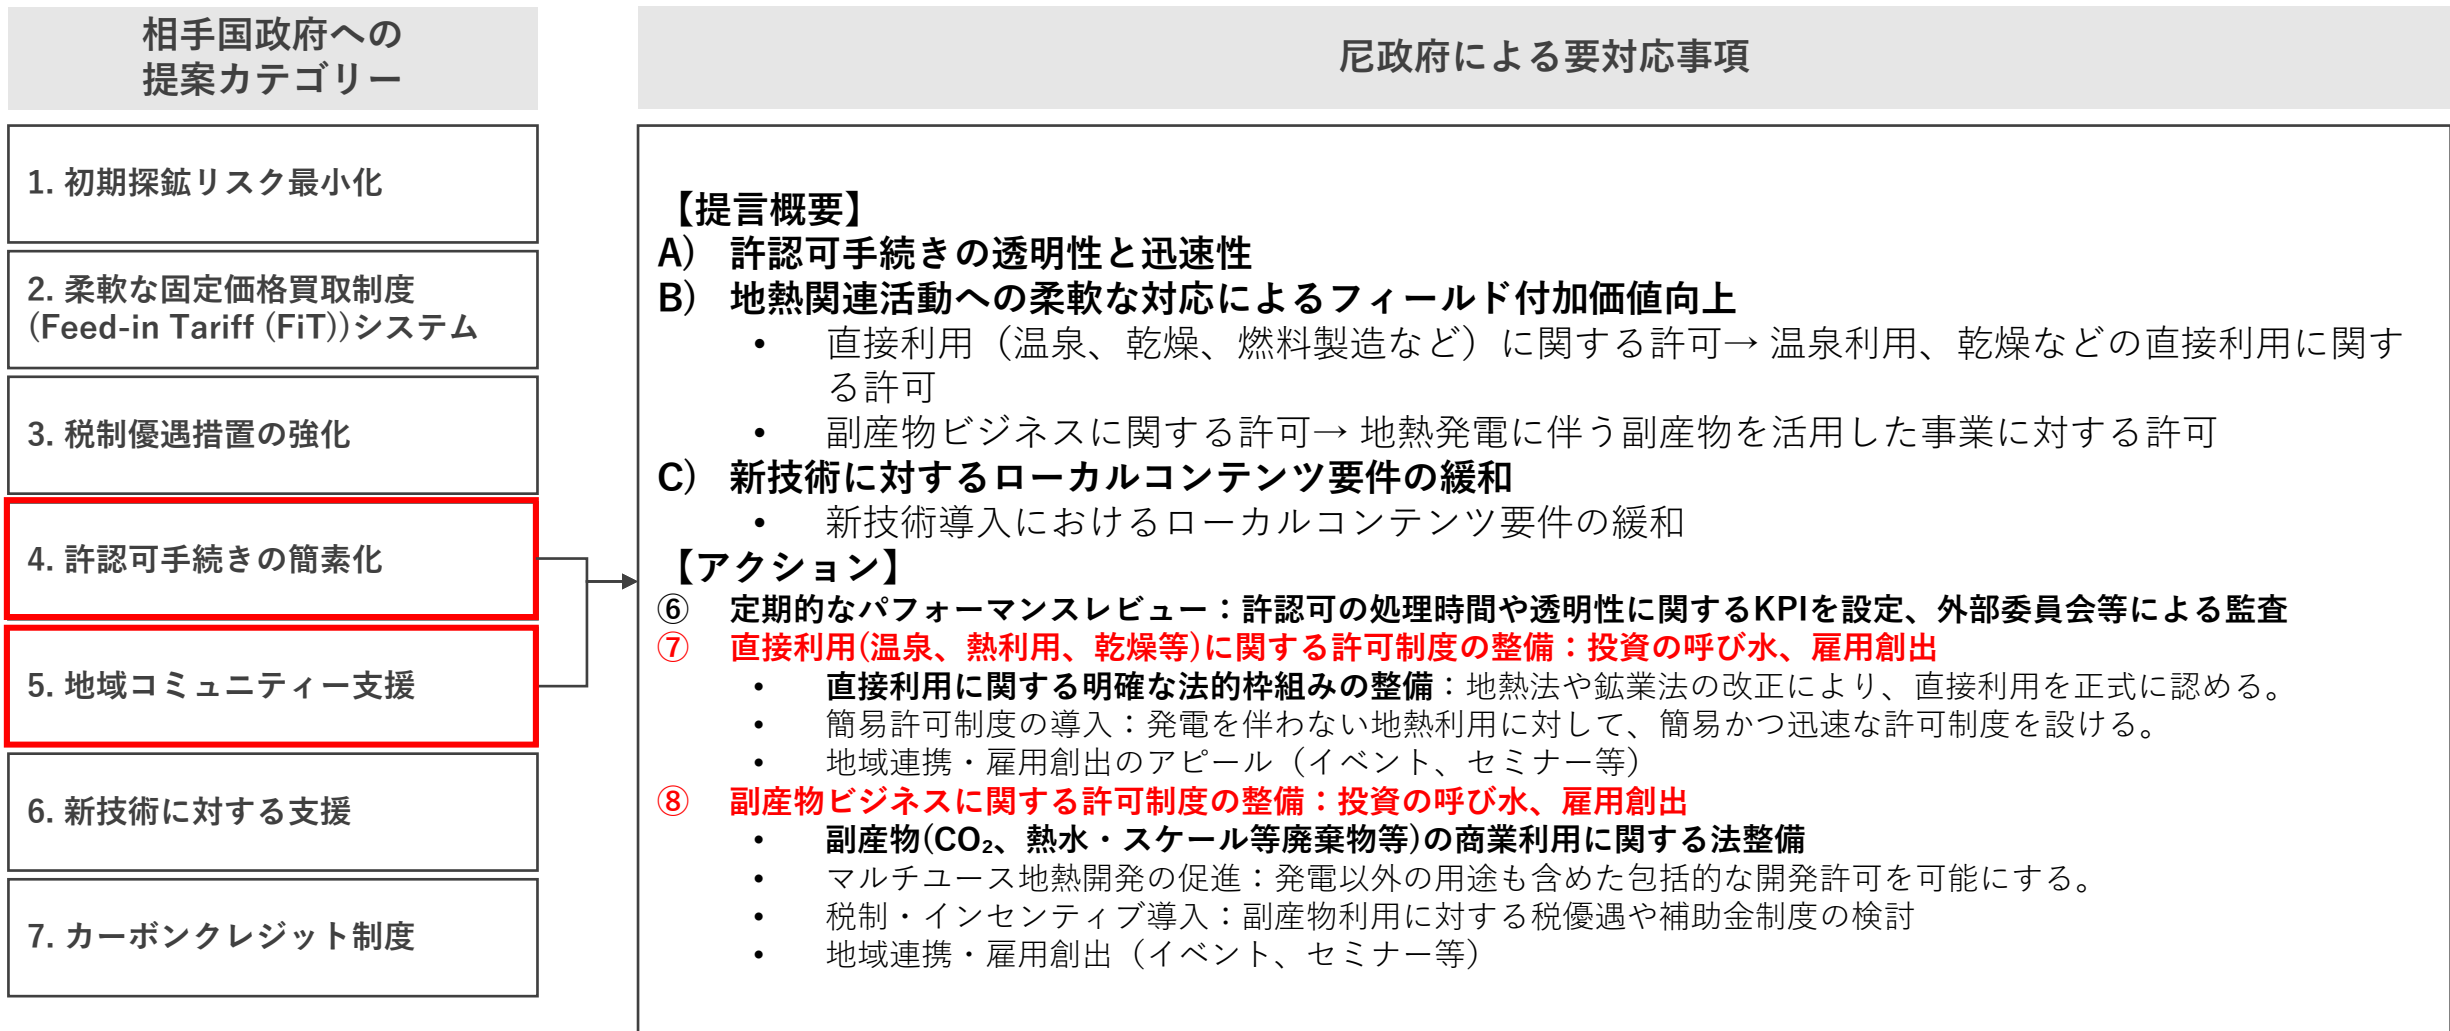 相手国政府への
提案カテゴリー
1. 初期探鉱リスク最小化
2. 柔軟な固定価格買取制度
(Feed-in Tariff (FiT))システム
3. 税制優遇措置の強化
4. 許認可手続きの簡素化
5. 地域コミュニティー支援
6. 新技術に対する支援
7. カーボンクレジット制度
尼政府による要対応事項
【提言概要】
A) 許認可手続きの透明性と迅速性
B) 地熱関連活動への柔軟な対応によるフィールド付加価値向上
• 直接利用（温泉、乾燥、燃料製造など）に関する許可→ 温泉利用、乾燥などの直接利用に関す
る許可
• 副産物ビジネスに関する許可→ 地熱発電に伴う副産物を活用した事業に対する許可
C) 新技術に対するローカルコンテンツ要件の緩和
• 新技術導入におけるローカルコンテンツ要件の緩和
【アクション】
⑥ 定期的なパフォーマンスレビュー：許認可の処理時間や透明性に関するKPIを設定、外部委員会等による監査
⑦ 直接利用(温泉、熱利用、乾燥等)に関する許可制度の整備：投資の呼び水、雇用創出
• 直接利用に関する明確な法的枠組みの整備：地熱法や鉱業法の改正により、直接利用を正式に認める。
• 簡易許可制度の導入：発電を伴わない地熱利用に対して、簡易かつ迅速な許可制度を設ける。
• 地域連携・雇用創出のアピール（イベント、セミナー等）
⑧ 副産物ビジネスに関する許可制度の整備：投資の呼び水、雇用創出
• 副産物(CO₂、熱水・スケール等廃棄物等)の商業利用に関する法整備
• マルチユース地熱開発の促進：発電以外の用途も含めた包括的な開発許可を可能にする。
• 税制・インセンティブ導入：副産物利用に対する税優遇や補助金制度の検討
• 地域連携・雇用創出（イベント、セミナー等）